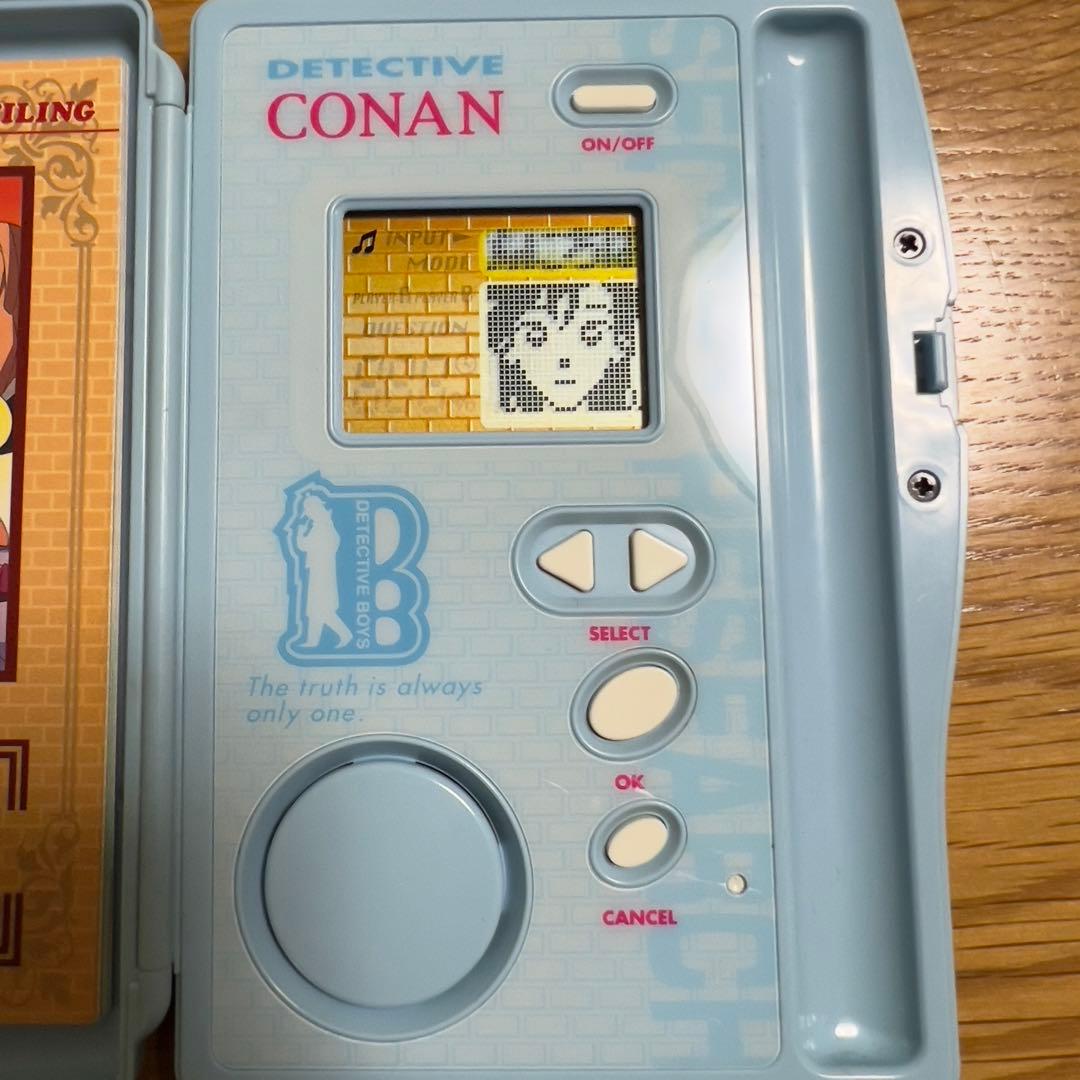 ILING
DETECTIVE
CONAN
ON/OFF
INPUT
MODE
QUESTION
DETECTIVE BOYS
B
SELECT
The truth is always
only one.
OK
CANCEL